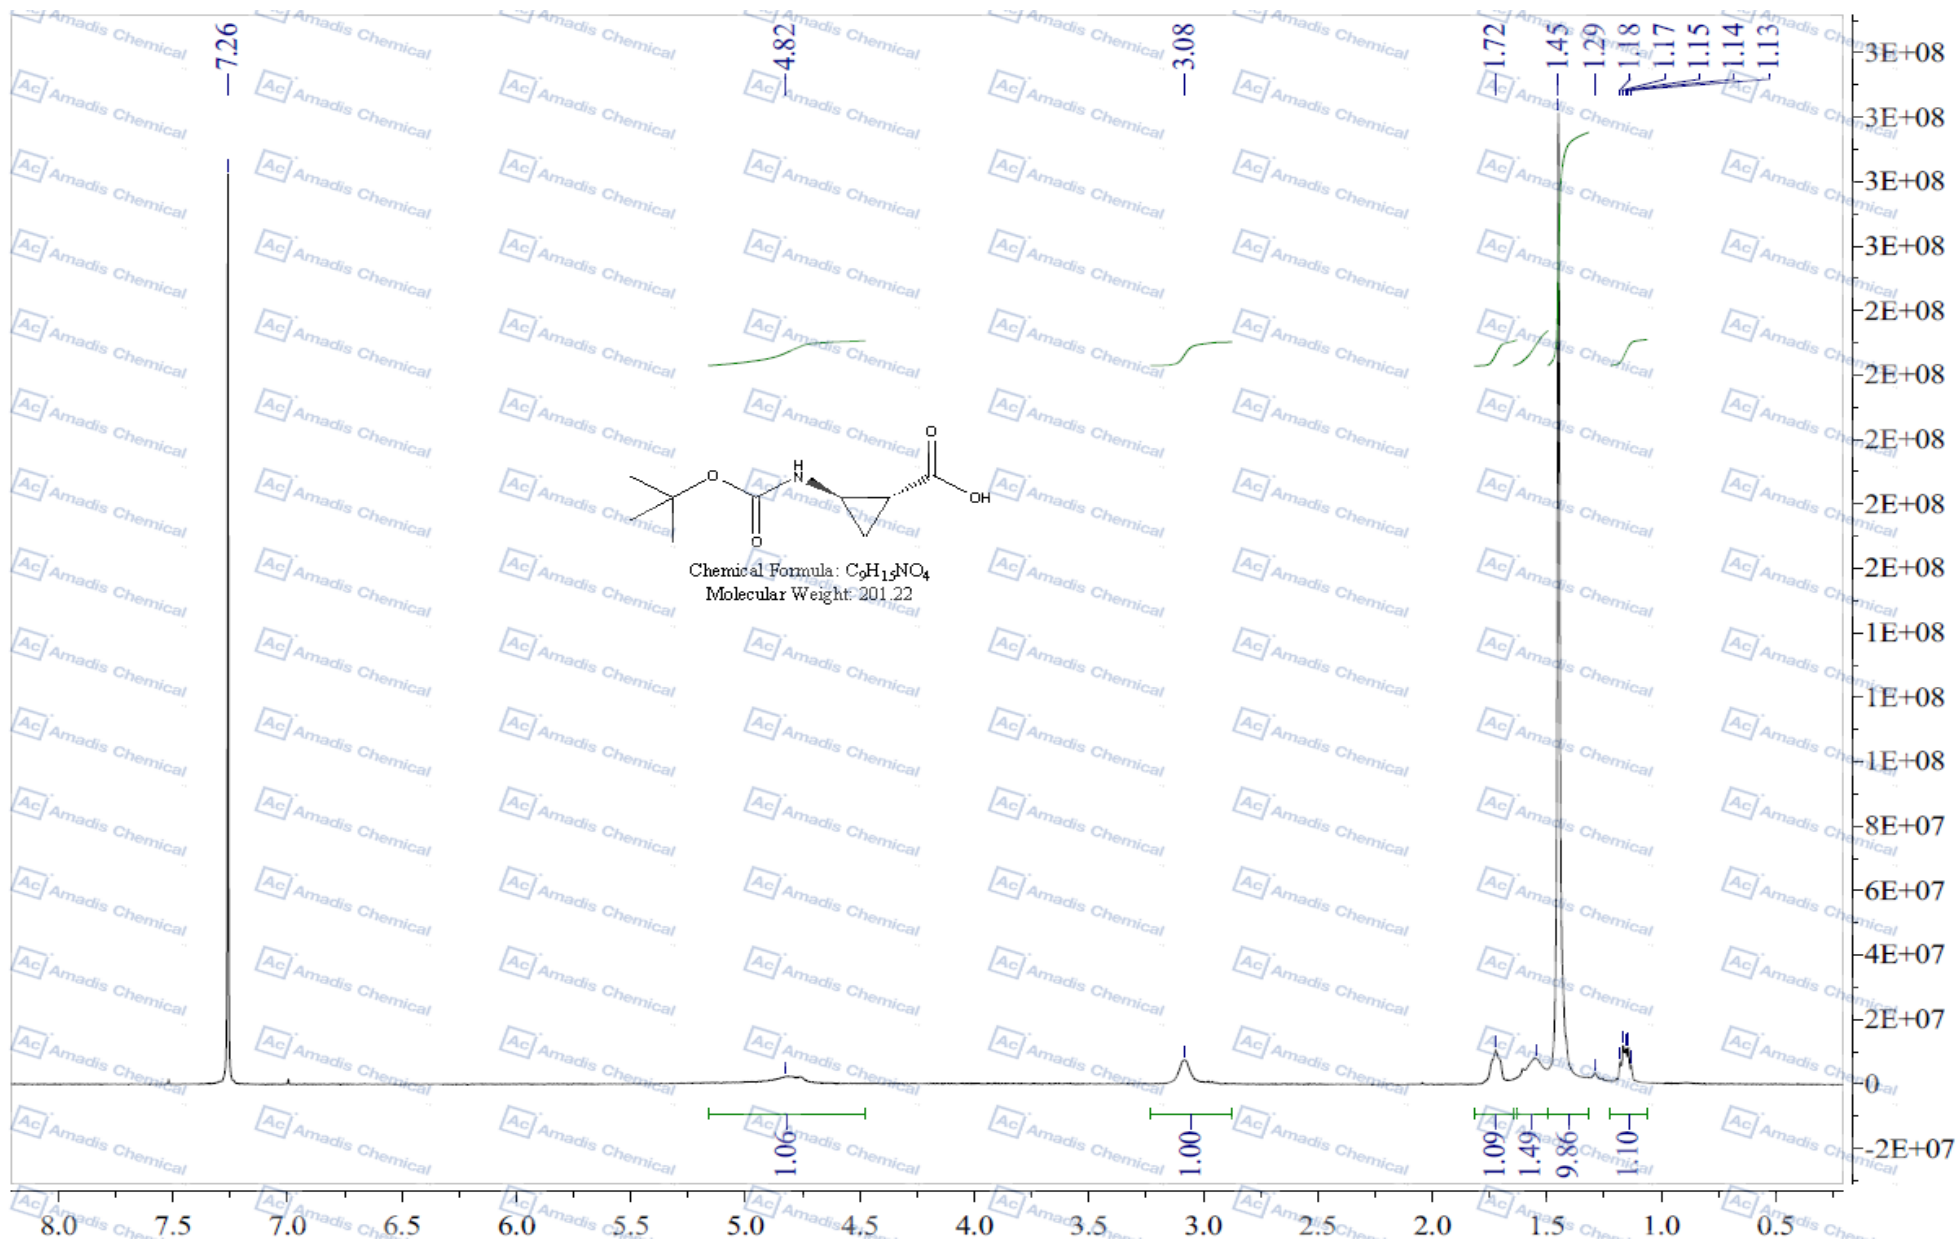 7.26
4.82
3.08
1.72
1.45
1.29
1.18
1.17
1.15
1.14
1.13
3E+08
3E+08
3E+08
3E+08
2E+08
2E+08
2E+08
2E+08
2E+08
1E+08
1E+08
1E+08
8E+07
6E+07
4E+07
2E+07
0
-2E+07
O
O
H
N
O
OH
O
Chemical Formula: C9H15NO4
Molecular Weight: 201.22
1.06
1.00
1.09
1.49
9.86
1.10
8.0 7.5 7.0 6.5 6.0 5.5 5.0 4.5 4.0 3.5 3.0 2.5 2.0 1.5 1.0 0.5
Ac Amadis Chemical